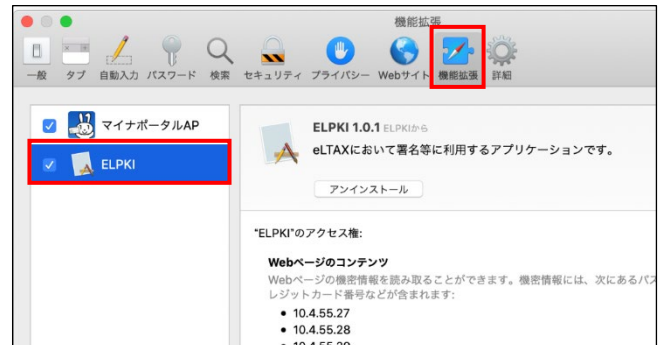 機能拡張
一般 タブ 自動入力 パスワード 検索 セキュリティ プライバシー Webサイト 機能拡張 詳細
マイナポータルAP
ELPKI
ELPKI 1.0.1 ELPKIから
eLTAXにおいて署名等に利用するアプリケーションです。
アンインストール
"ELPKI"のアクセス権:
Webページのコンテンツ
Webページの機密情報を読み取ることができます。機密情報には、次にあるパス
レジットカード番号などが含まれます:
• 10.4.55.27
• 10.4.55.28